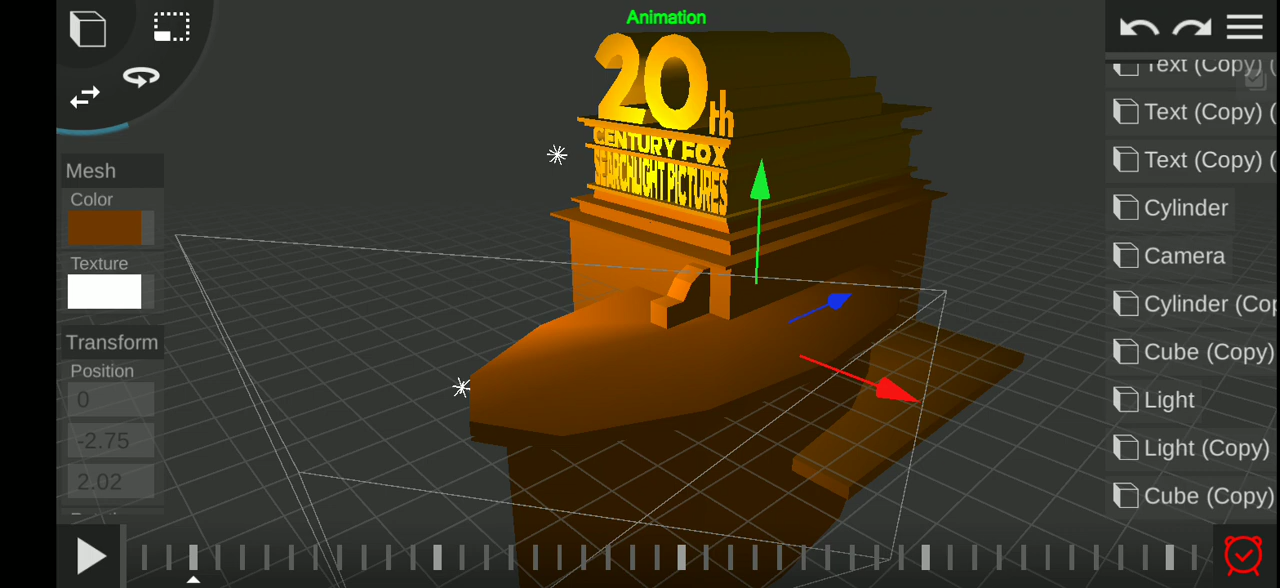 Animation
20th
CENTURY FOX
SEARCHLIGHT PICTURES
Mesh
Color
Texture
Transform
Position
0
-2.75
2.02
Text (Copy) (
Text (Copy) (
Text (Copy) (
Cylinder
Camera
Cylinder (Cop
Cube (Copy)
Light
Light (Copy)
Cube (Copy)